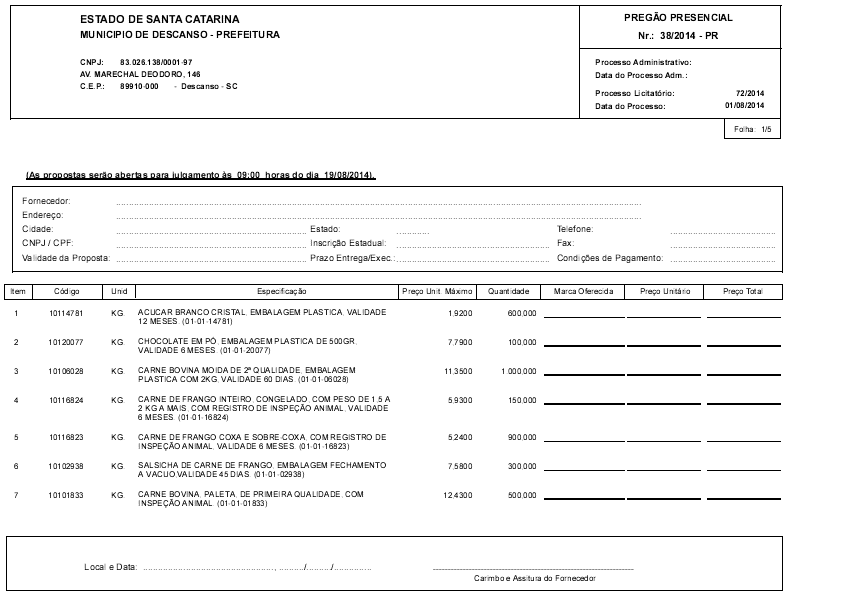 ESTADO DE SANTA CATARINA
MUNICIPIO DE DESCANSO - PREFEITURA
CNPJ: 83.026.138/0001-97
AV. MARECHAL DEODORO, 146
C.E.P.: 89910-000 - Descanso - SC
PREGÃO PRESENCIAL
Nr.: 38/2014 - PR
Processo Administrativo:
Data do Processo Adm.:
Processo Licitatório: 72/2014
Data do Processo: 01/08/2014
Folha: 1/5
(As propostas serão abertas para julgamento às 09:00 horas do dia 19/08/2014).
Fornecedor:
Endereço:
Cidade: Estado: Telefone:
CNPJ / CPF: Inscrição Estadual: Fax:
Validade da Proposta: Prazo Entrega/Exec.: Condições de Pagamento:
Item Código Unid Especificação Preço Unit. Máximo Quantidade Marca Oferecida Preço Unitário Preço Total
1 10114781 KG. AÇUCAR BRANCO CRISTAL, EMBALAGEM PLASTICA, VALIDADE 1,9200 600,000
12 MESES. (01-01-14781)
2 10120077 KG. CHOCOLATE EM PÓ, EMBALAGEM PLASTICA DE 500GR, 7,7900 100,000
VALIDADE 6 MESES. (01-01-20077)
3 10106028 KG. CARNE BOVINA MOIDA DE 2ª QUALIDADE, EMBALAGEM 11,3500 1.000,000
PLASTICA COM 2KG, VALIDADE 60 DIAS. (01-01-06028)
4 10116824 KG. CARNE DE FRANGO INTEIRO, CONGELADO, COM PESO DE 1,5 A 5,9300 150,000
2 KG A MAIS, COM REGISTRO DE INSPEÇÃO ANIMAL, VALIDADE
6 MESES. (01-01-16824)
5 10116823 KG. CARNE DE FRANGO COXA E SOBRE-COXA, COM REGISTRO DE 5,2400 900,000
INSPEÇÃO ANIMAL, VALIDADE 6 MESES. (01-01-16823)
6 10102938 KG. SALSICHA DE CARNE DE FRANGO, EMBALAGEM FECHAMENTO 7,5800 300,000
A VACUO,VALIDADE 45 DIAS. (01-01-02938)
7 10101833 KG. CARNE BOVINA, PALETA, DE PRIMEIRA QUALIDADE, COM 12,4300 500,000
INSPEÇÃO ANIMAL. (01-01-01833)
Local e Data: ............................................, ........../........./..............
Carimbo e Assitura do Fornecedor